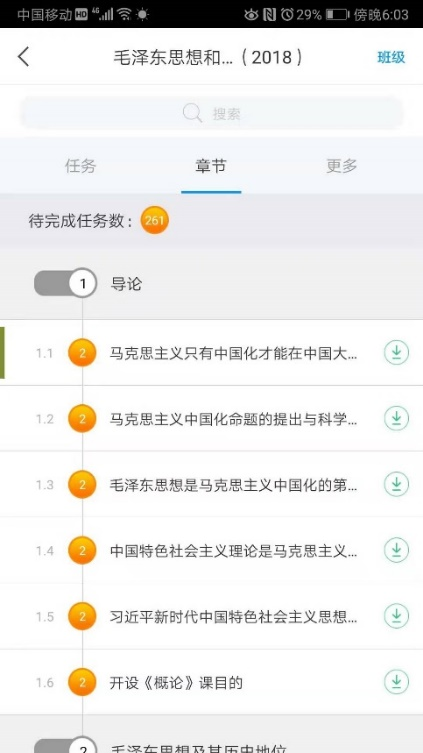 中国移动 HD 4G 29% 傍晚6:03
毛泽东思想和...（2018） 班级
搜索
任务 章节 更多
待完成任务数： 261
1 导论
1.1 2 马克思主义只有中国化才能在中国大...
1.2 2 马克思主义中国化命题的提出与科学...
1.3 2 毛泽东思想是马克思主义中国化的第...
1.4 2 中国特色社会主义理论是马克思主义...
1.5 2 习近平新时代中国特色社会主义思想...
1.6 2 开设《概论》课目的
2 毛泽东思想及其历史地位